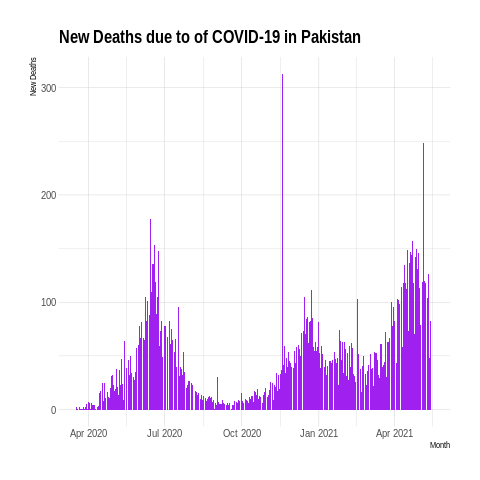 New Deaths due to of COVID-19 in Pakistan
New Deaths
300
200
100
0
Apr 2020 Jul 2020 Oct 2020 Jan 2021 Apr 2021
Month